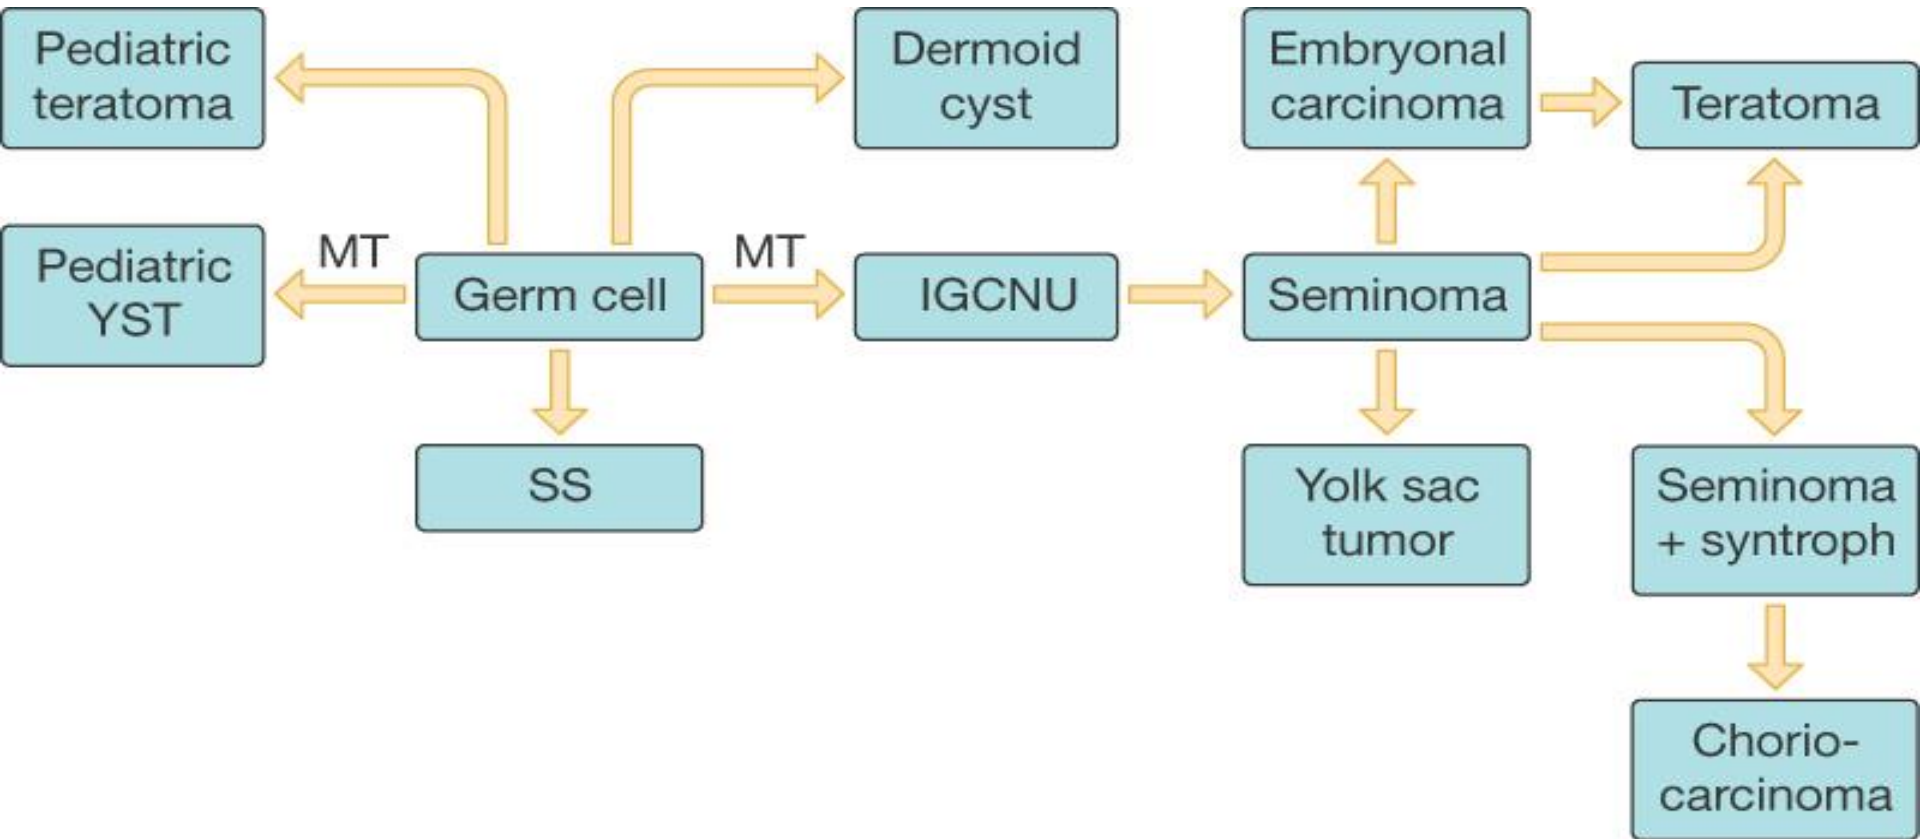 Pediatric
teratoma
Dermoid
cyst
Embryonal
carcinoma
Teratoma
Pediatric
YST
MT
Germ cell
MT
IGCNU
Seminoma
SS
Yolk sac
tumor
Seminoma
+ syntroph
Chorio-
carcinoma